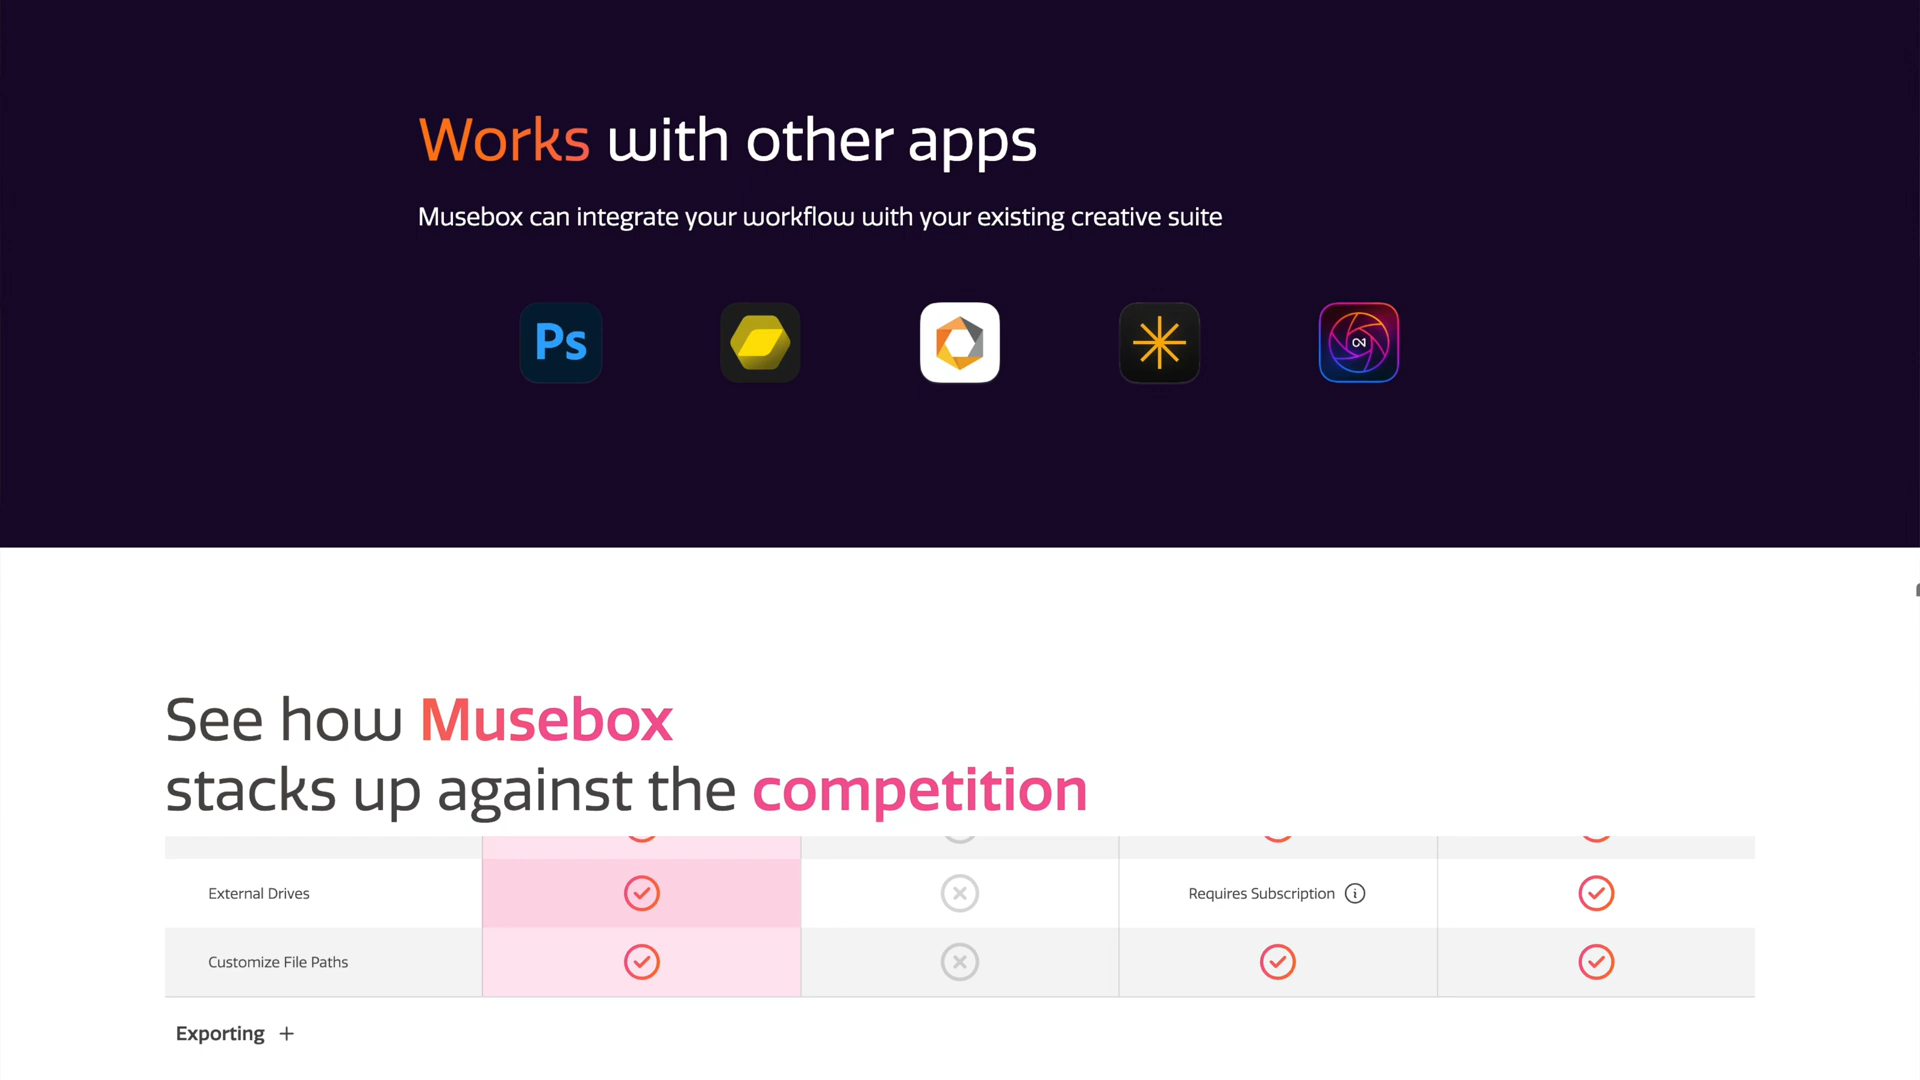 Works with other apps
Musebox can integrate your workflow with your existing creative suite
Ps
See how Musebox
stacks up against the competition
External Drives
Requires Subscription
Customize File Paths
Exporting +